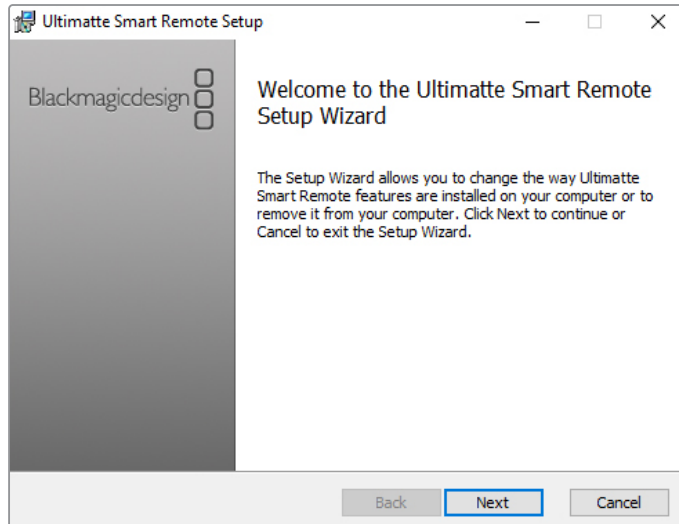 Ultimatte Smart Remote Setup
Blackmagicdesign
Welcome to the Ultimatte Smart Remote
Setup Wizard
The Setup Wizard allows you to change the way Ultimatte
Smart Remote features are installed on your computer or to
remove it from your computer. Click Next to continue or
Cancel to exit the Setup Wizard.
Back
Next
Cancel